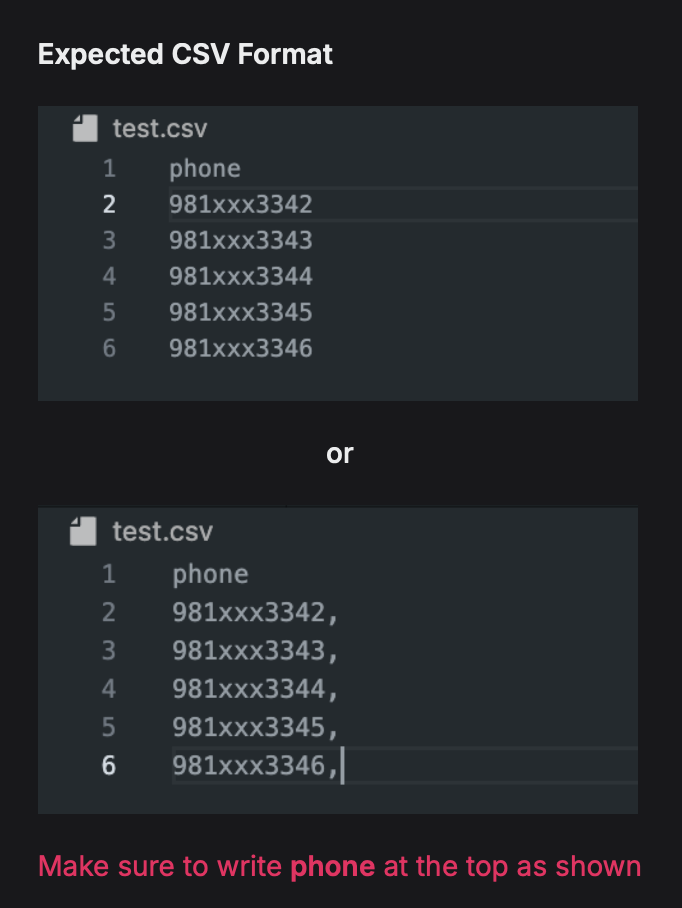 Expected CSV Format
test.csv
1 phone
2 981xxx3342
3 981xxx3343
4 981xxx3344
5 981xxx3345
6 981xxx3346
or
test.csv
1 phone
2 981xxx3342,
3 981xxx3343,
4 981xxx3344,
5 981xxx3345,
6 981xxx3346,
Make sure to write phone at the top as shown